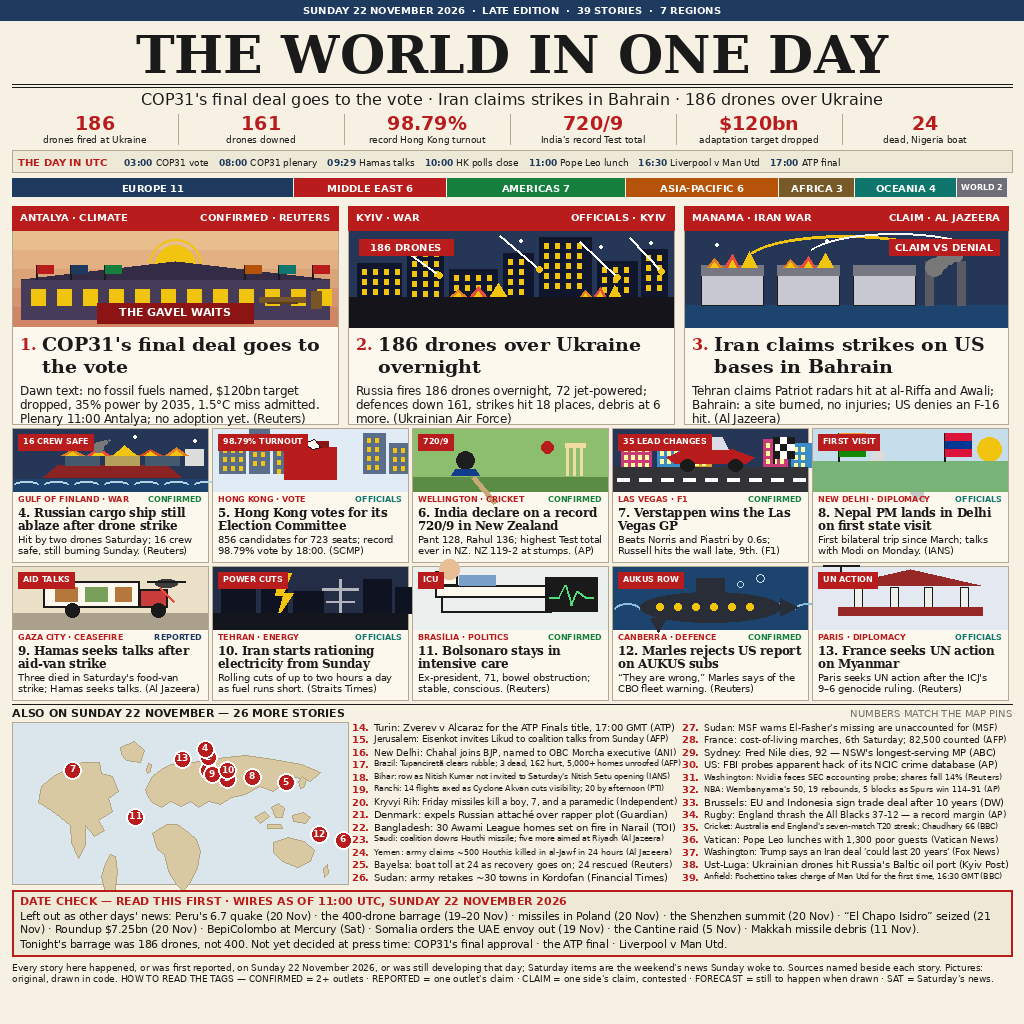 SUNDAY 22 NOVEMBER 2026 · LATE EDITION · 39 STORIES · 7 REGIONS
THE WORLD IN ONE DAY
COP31's final deal goes to the vote · Iran claims strikes in Bahrain · 186 drones over Ukraine
186
drones fired at Ukraine
161
drones downed
98.79%
record Hong Kong turnout
720/9
India's record Test total
$120bn
adaptation target dropped
24
dead, Nigeria boat
THE DAY IN UTC 03:00 COP31 vote 08:00 COP31 plenary 09:29 Hamas talks 10:00 HK polls close 11:00 Pope Leo lunch 16:30 Liverpool v Man Utd 17:00 ATP final
EUROPE 11
MIDDLE EAST 6
AMERICAS 7
ASIA-PACIFIC 6
AFRICA 3
OCEANIA 4
WORLD 2
ANTALYA · CLIMATE CONFIRMED · REUTERS
THE GAVEL WAITS
1. COP31's final deal goes to
the vote
Dawn text: no fossil fuels named, $120bn target
dropped, 35% power by 2035, 1.5°C miss admitted.
Plenary 11:00 Antalya; no adoption yet. (Reuters)
KYIV · WAR OFFICIALS · KYIV
186 DRONES
2. 186 drones over Ukraine
overnight
Russia fires 186 drones overnight, 72 jet-powered;
defences down 161, strikes hit 18 places, debris at 6
more. (Ukrainian Air Force)
MANAMA · IRAN WAR CLAIM · AL JAZEERA
CLAIM VS DENIAL
3. Iran claims strikes on US
bases in Bahrain
Tehran claims Patriot radars hit at al-Riffa and Awali;
Bahrain: a site burned, no injuries; US denies an F-16
hit. (Al Jazeera)
16 CREW SAFE
GULF OF FINLAND · WAR CONFIRMED
4. Russian cargo ship still
ablaze after drone strike
Hit by two drones Saturday; 16 crew
safe, still burning Sunday. (Reuters)
98.79% TURNOUT
HONG KONG · VOTE OFFICIALS
5. Hong Kong votes for its
Election Committee
856 candidates for 723 seats; record
98.79% vote by 18:00. (SCMP)
720/9
WELLINGTON · CRICKET CONFIRMED
6. India declare on a record
720/9 in New Zealand
Pant 128, Rahul 136; highest Test total
ever in NZ. NZ 119-2 at stumps. (AP)
35 LEAD CHANGES
LAS VEGAS · F1 CONFIRMED
7. Verstappen wins the Las
Vegas GP
Beats Norris and Piastri by 0.6s;
Russell hits the wall late, 9th. (F1)
FIRST VISIT
NEW DELHI · DIPLOMACY OFFICIALS
8. Nepal PM lands in Delhi
on first state visit
First bilateral trip since March; talks
with Modi on Monday. (IANS)
AID TALKS
GAZA CITY · CEASEFIRE REPORTED
9. Hamas seeks talks after
aid-van strike
Three died in Saturday's food-van
strike; Hamas seeks talks. (Al Jazeera)
POWER CUTS
TEHRAN · ENERGY OFFICIALS
10. Iran starts rationing
electricity from Sunday
Rolling cuts of up to two hours a day
as fuel runs short. (Straits Times)
ICU
BRASÍLIA · POLITICS CONFIRMED
11. Bolsonaro stays in
intensive care
Ex-president, 71, bowel obstruction;
stable, conscious. (Reuters)
AUKUS ROW
CANBERRA · DEFENCE CONFIRMED
12. Marles rejects US report
on AUKUS subs
“They are wrong,” Marles says of the
CBO fleet warning. (Reuters)
UN ACTION
PARIS · DIPLOMACY OFFICIALS
13. France seeks UN action
on Myanmar
Paris seeks UN action after the ICJ's
9–6 genocide ruling. (Reuters)
ALSO ON SUNDAY 22 NOVEMBER — 26 MORE STORIES
NUMBERS MATCH THE MAP PINS
7
13
4
9
10
8
5
11
12
6
14. Turin: Zverev v Alcaraz for the ATP Finals title, 17:00 GMT (ATP)
15. Jerusalem: Eisenkot invites Likud to coalition talks from Sunday (AFP)
16. New Delhi: Chahal joins BJP, named to OBC Morcha executive (ANI)
17. Brazil: Tupanciretã clears rubble; 3 dead, 162 hurt, 5,000+ homes unroofed (AFP)
18. Bihar: row as Nitish Kumar not invited to Saturday's Nitish Setu opening (IANS)
19. Ranchi: 14 flights axed as Cyclone Akvan cuts visibility; 20 by afternoon (PTI)
20. Kryvyi Rih: Friday missiles kill a boy, 7, and a paramedic (Independent)
21. Denmark: expels Russian attaché over rapper plot (Guardian)
22. Bangladesh: 30 Awami League homes set on fire in Narail (TOI)
23. Saudi: coalition downs Houthi missile; five more aimed at Riyadh (Al Jazeera)
24. Yemen: army claims ~500 Houthis killed in al-Jawf in 24 hours (Al Jazeera)
25. Bayelsa: boat toll at 24 as recovery goes on; 24 rescued (Reuters)
26. Sudan: army retakes ~30 towns in Kordofan (Financial Times)
27. Sudan: MSF warns El-Fasher's missing are unaccounted for (MSF)
28. France: cost-of-living marches, 6th Saturday; 82,500 counted (AFP)
29. Sydney: Fred Nile dies, 92 — NSW's longest-serving MP (ABC)
30. US: FBI probes apparent hack of its NCIC crime database (AP)
31. Washington: Nvidia faces SEC accounting probe; shares fall 14% (Reuters)
32. NBA: Wembanyama's 50, 19 rebounds, 5 blocks as Spurs win 114–91 (AP)
33. Brussels: EU and Indonesia sign trade deal after 10 years (DW)
34. Rugby: England thrash the All Blacks 37-12 — a record margin (AP)
35. Cricket: Australia end England's seven-match T20 streak; Chaudhary 66 (BBC)
36. Vatican: Pope Leo lunches with 1,300 poor guests (Vatican News)
37. Washington: Trump says an Iran deal 'could last 20 years' (Fox News)
38. Ust-Luga: Ukrainian drones hit Russia's Baltic oil port (Kyiv Post)
39. Anfield: Pochettino takes charge of Man Utd for the first time, 16:30 GMT (BBC)
DATE CHECK — READ THIS FIRST · WIRES AS OF 11:00 UTC, SUNDAY 22 NOVEMBER 2026
Left out as other days' news: Peru's 6.7 quake (20 Nov) · the 400-drone barrage (19–20 Nov) · missiles in Poland (20 Nov) · the Shenzhen summit (20 Nov) · “El Chapo Isidro” seized (21
Nov) · Roundup $7.25bn (20 Nov) · BepiColombo at Mercury (Sat) · Somalia orders the UAE envoy out (19 Nov) · the Cantine raid (5 Nov) · Makkah missile debris (11 Nov).
Tonight's barrage was 186 drones, not 400. Not yet decided at press time: COP31's final approval · the ATP final · Liverpool v Man Utd.
Every story here happened, or was first reported, on Sunday 22 November 2026, or was still developing that day; Saturday items are the weekend's news Sunday woke to. Sources named beside each story. Pictures:
original, drawn in code. HOW TO READ THE TAGS — CONFIRMED = 2+ outlets · REPORTED = one outlet's claim · CLAIM = one side's claim, contested · FORECAST = still to happen when drawn · SAT = Saturday's news.